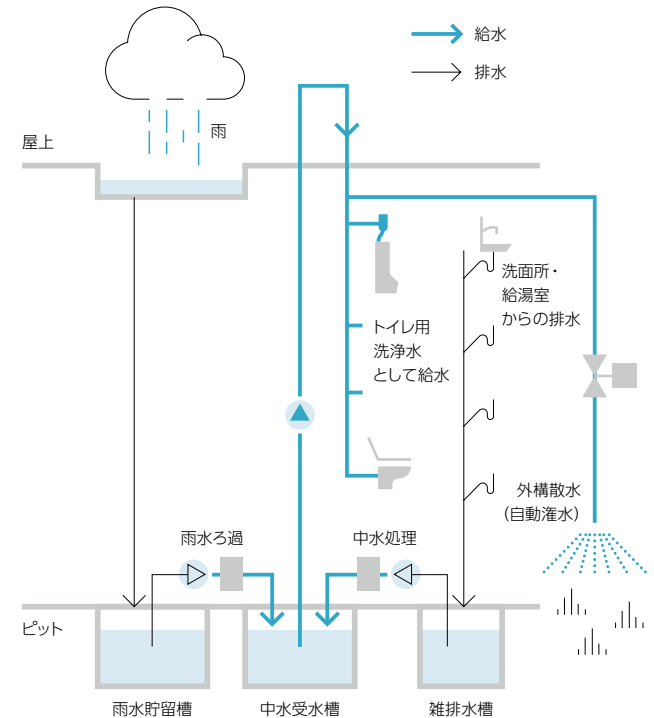 給水
排水
雨
屋上
洗面所・
給湯室
からの排水
トイレ用
洗浄水
として給水
外構散水
（自動潅水）
雨水ろ過
中水処理
ピット
雨水貯留槽
中水受水槽
雑排水槽